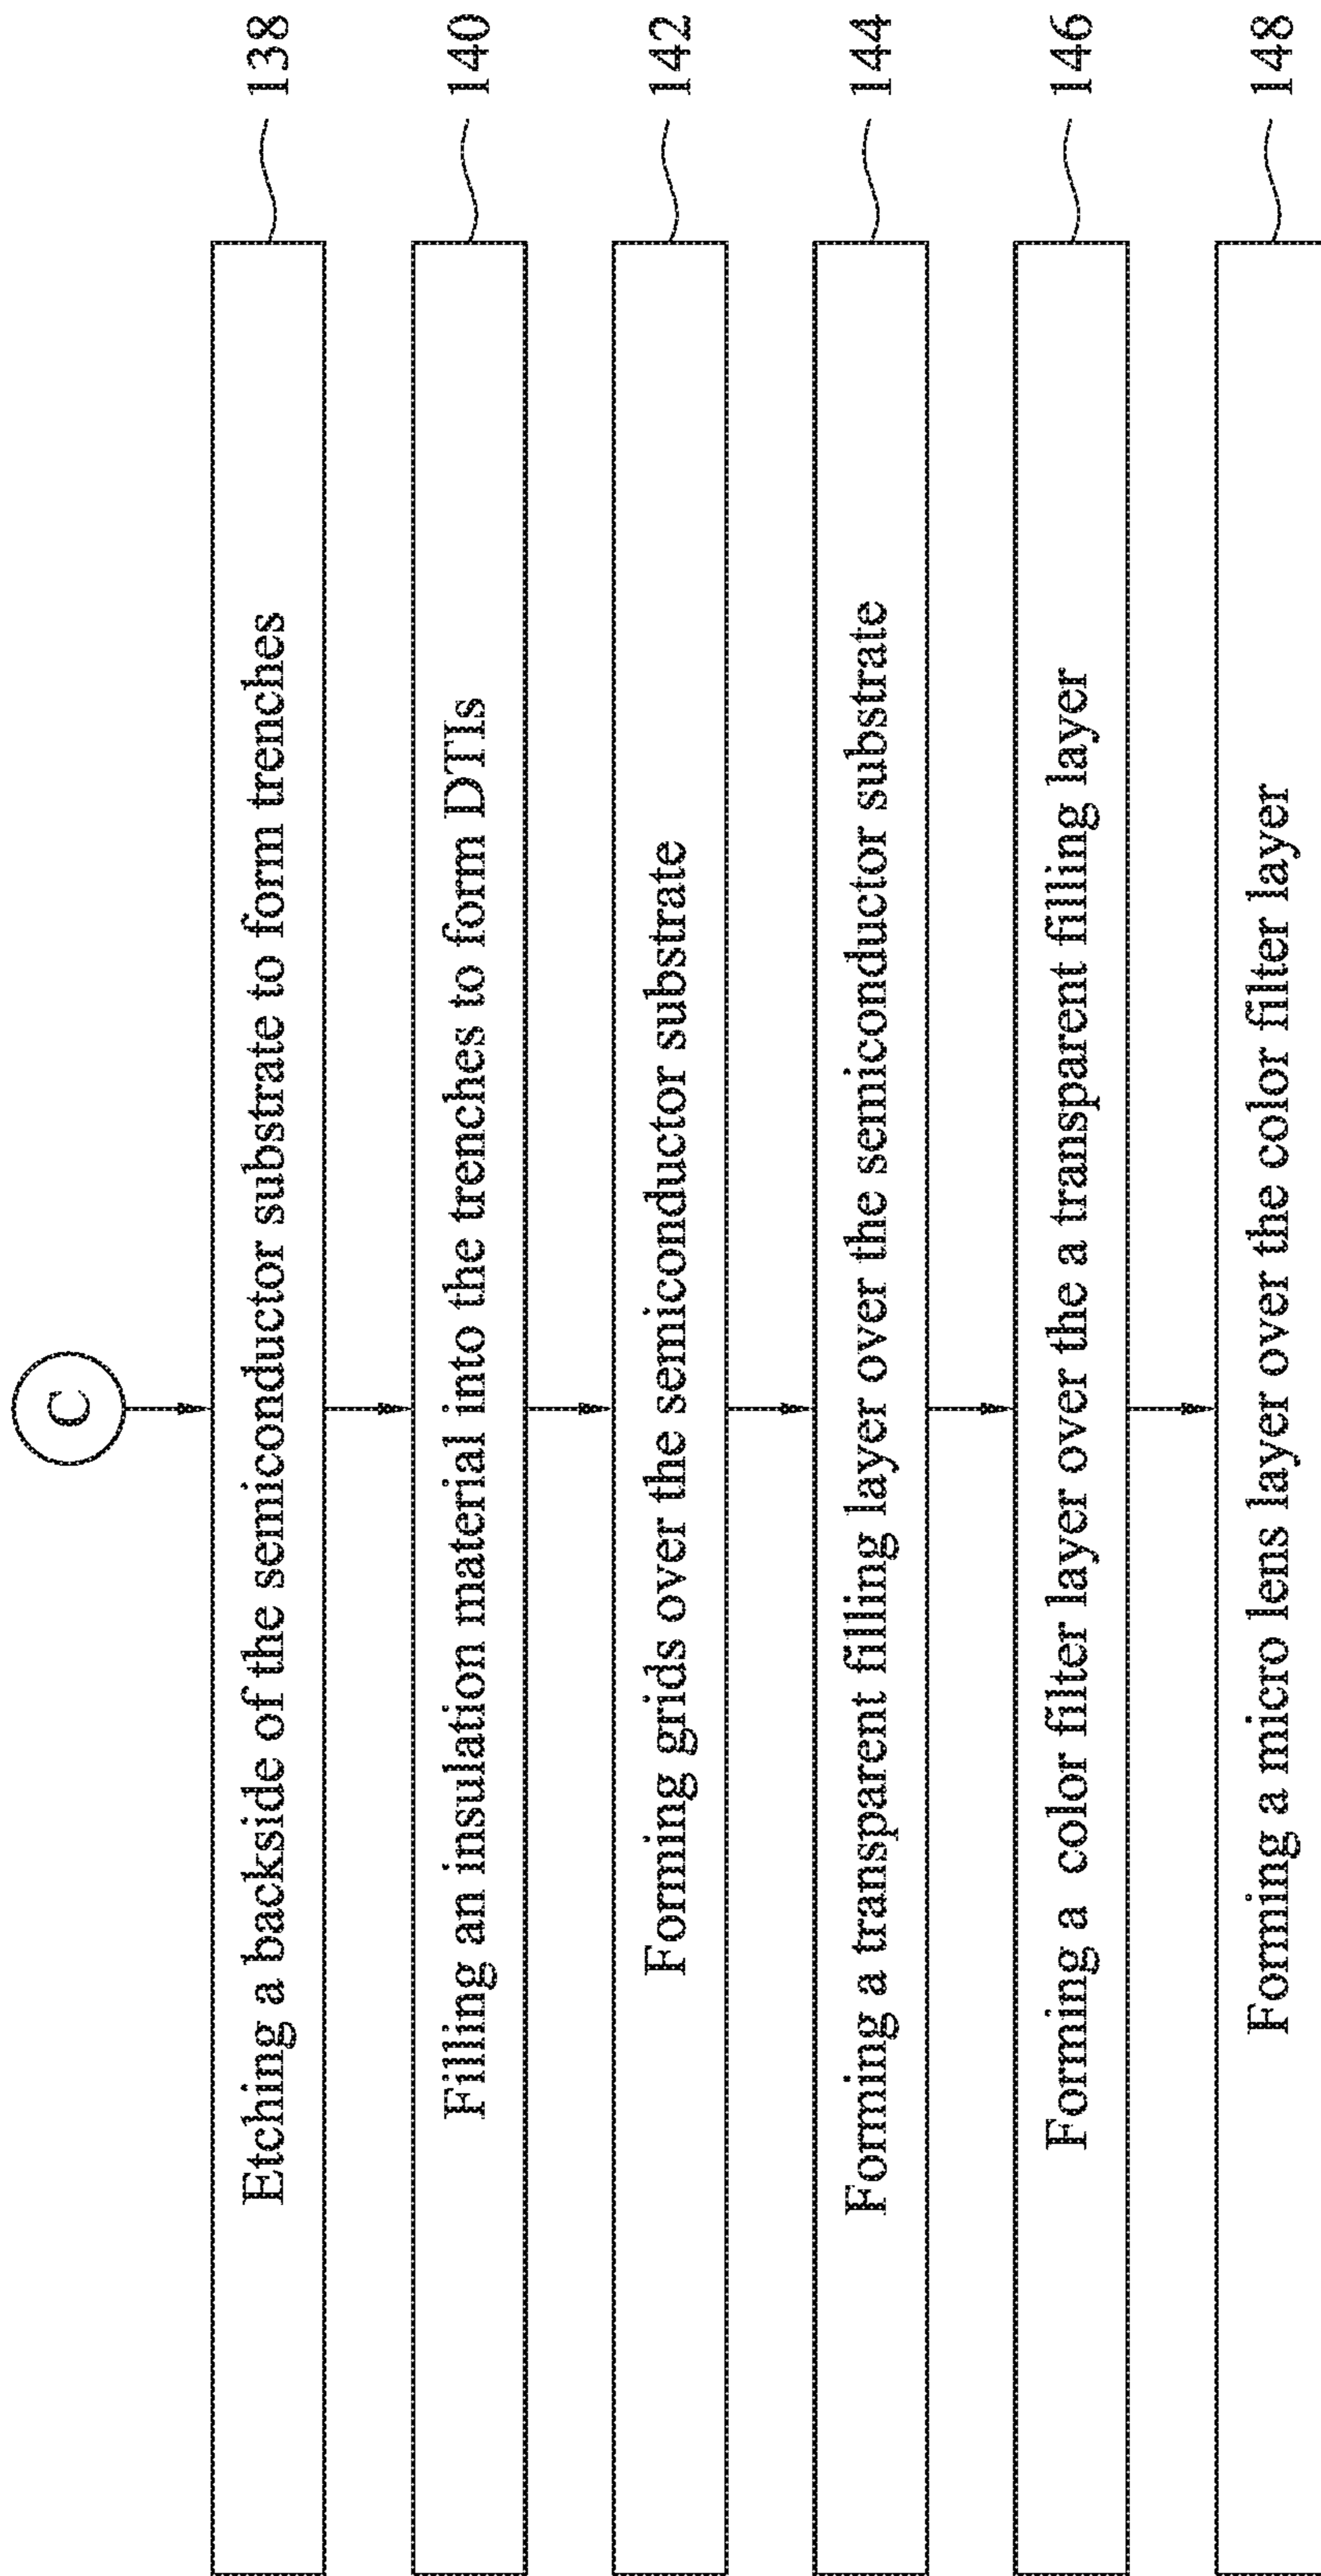 C
Etching a backside of the semiconductor substrate to form trenches 138
Filling an insulation material into the trenches to form DTIs 140
Forming grids over the semiconductor substrate 142
Forming a transparent filling layer over the semiconductor substrate 144
Forming a color filter layer over the a transparent filling layer 146
Forming a micro lens layer over the color filter layer 148